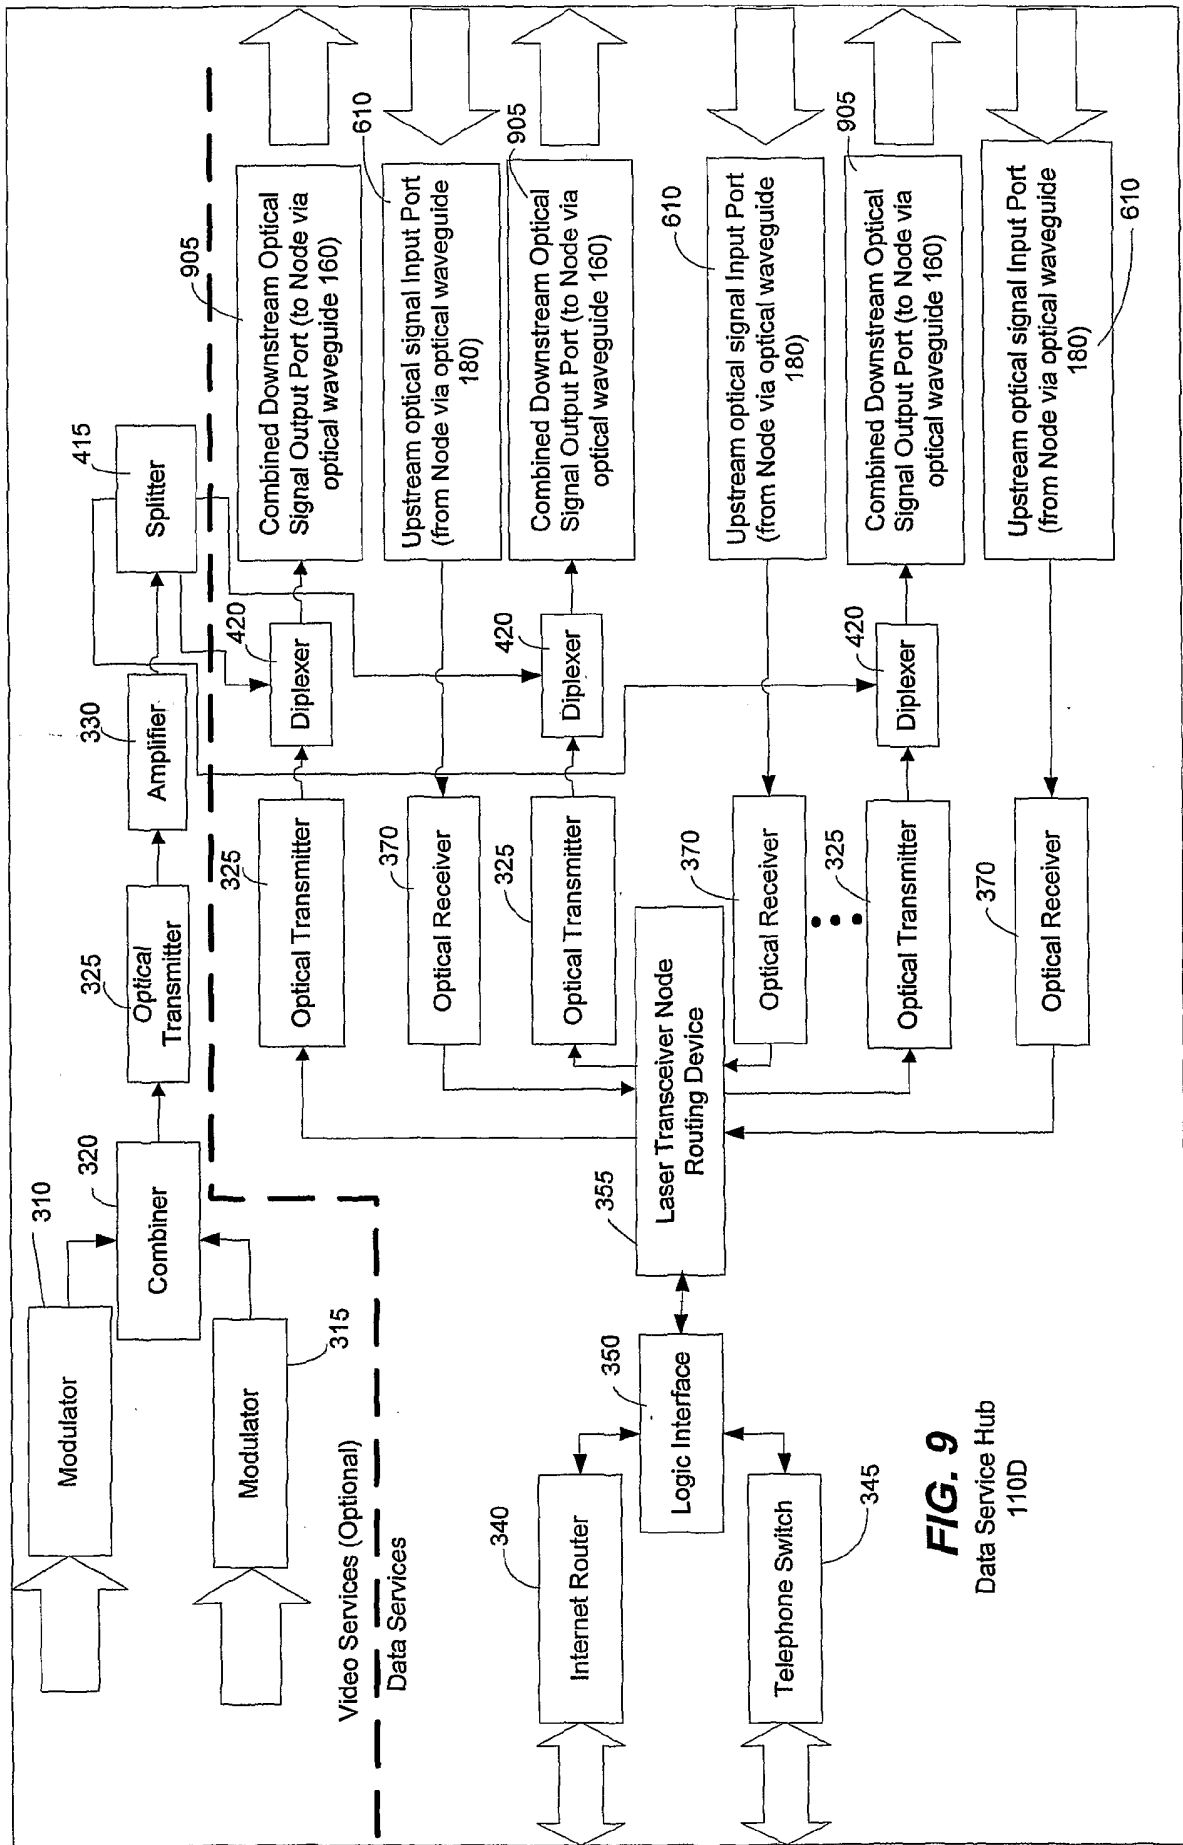 310
Modulator
Modulator
315
320
Combiner
325
Optical
Transmitter
330
Amplifier
415
Splitter
Video Services (Optional)
Data Services
325
Optical Transmitter
420
Diplexer
905
Combined Downstream Optical
Signal Output Port (to Node via
optical waveguide 160)
370
Optical Receiver
610
Upstream optical signal Input Port
(from Node via optical waveguide
180)
325
Optical Transmitter
420
Diplexer
905
Combined Downstream Optical
Signal Output Port (to Node via
optical waveguide 160)
340
Internet Router
350
Logic Interface
355
Laser Transceiver Node
Routing Device
370
Optical Receiver
610
Upstream optical signal Input Port
(from Node via optical waveguide
180)
Telephone Switch
345
325
Optical Transmitter
420
Diplexer
905
Combined Downstream Optical
Signal Output Port (to Node via
optical waveguide 160)
370
Optical Receiver
Upstream optical signal Input Port
(from Node via optical waveguide
180)
610
FIG. 9
Data Service Hub
110D